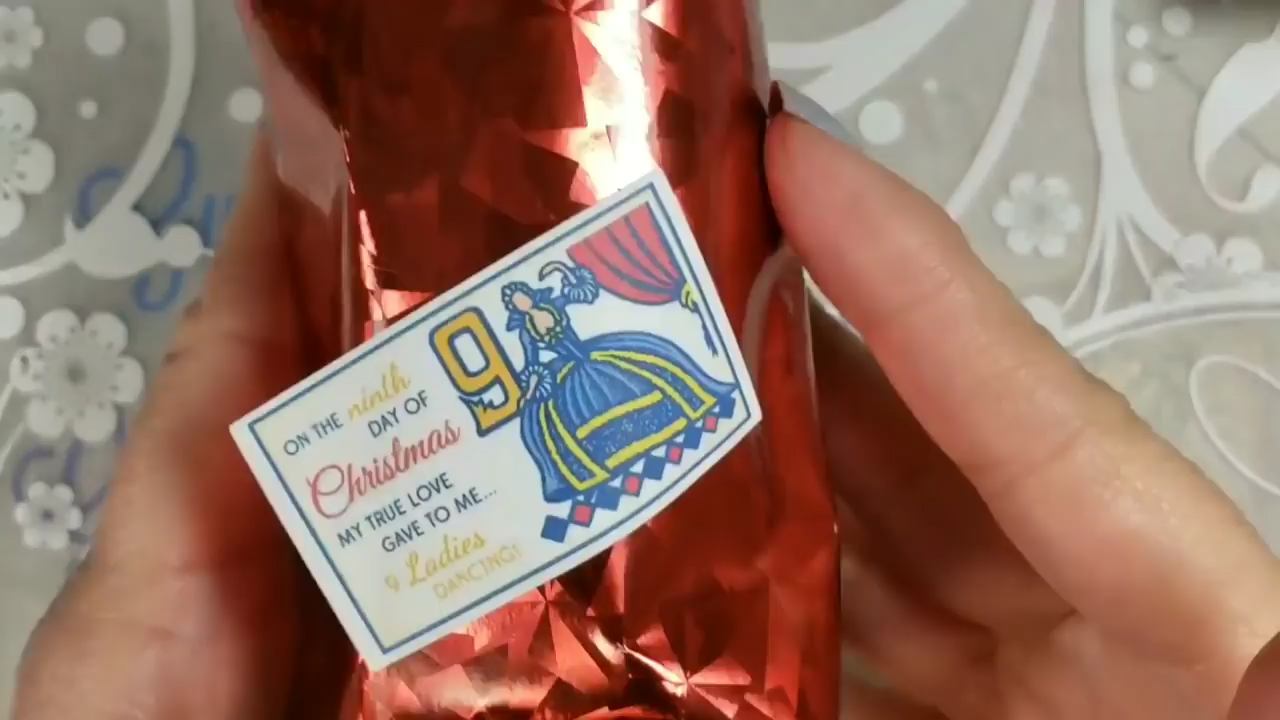 ON THE ninth
DAY OF
Christmas
MY TRUE LOVE
GAVE TO ME...
9 Ladies
DANCING!
9